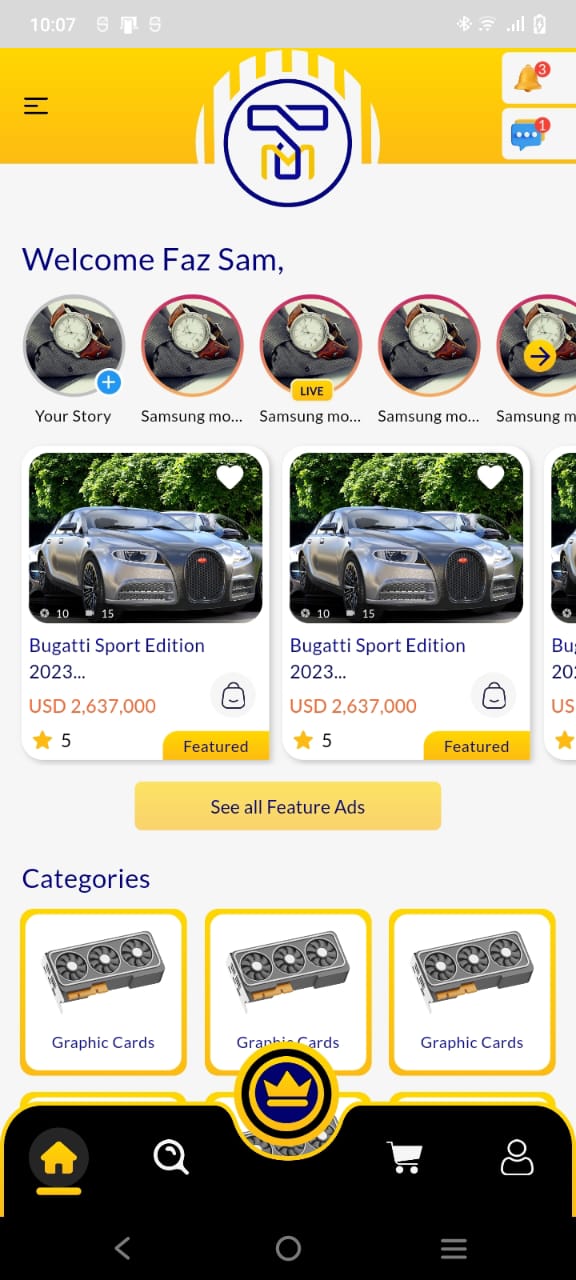 10:07
3
1
Welcome Faz Sam,
LIVE
Your Story Samsung mo... Samsung mo... Samsung mo... Samsung m
10 15 10 15
Bugatti Sport Edition Bugatti Sport Edition Bu
2023... 2023... 20
USD 2,637,000 USD 2,637,000 US
5 5
Featured Featured
See all Feature Ads
Categories
Graphic Cards Graphic Cards Graphic Cards